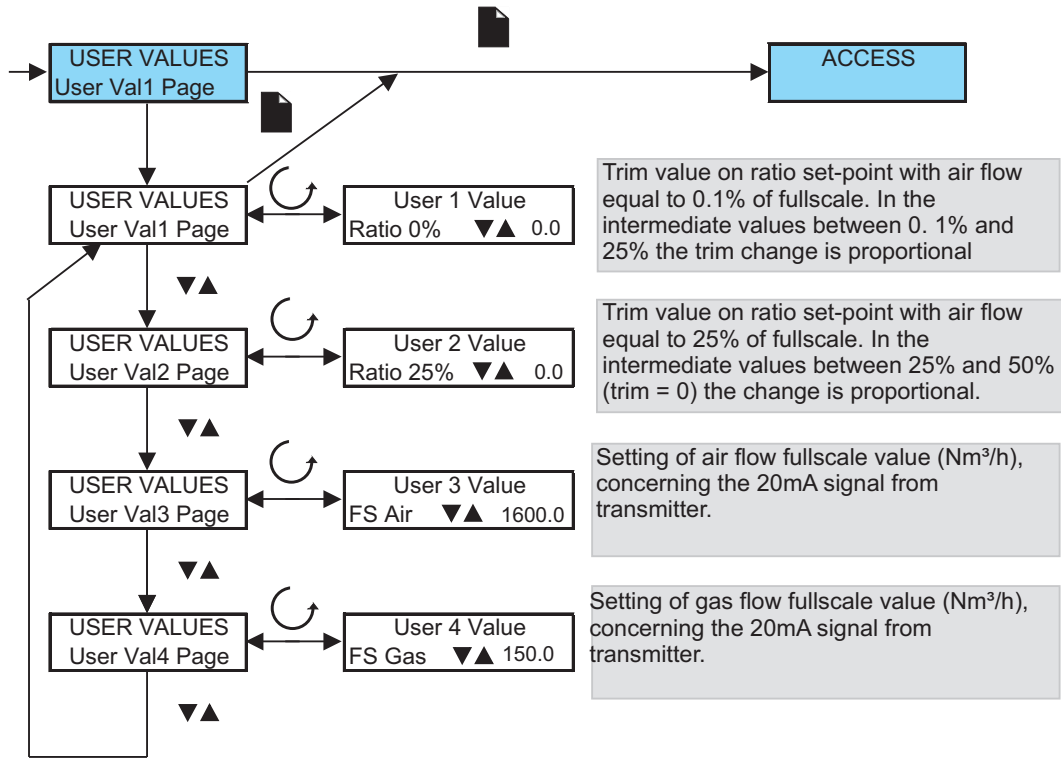 USER VALUES
User Val1 Page
ACCESS
USER VALUES
User Val1 Page
User 1 Value
Ratio 0% ▼▲ 0.0
Trim value on ratio set-point with air flow
equal to 0.1% of fullscale. In the
intermediate values between 0. 1% and
25% the trim change is proportional
▼▲
USER VALUES
User Val2 Page
User 2 Value
Ratio 25% ▼▲ 0.0
Trim value on ratio set-point with air flow
equal to 25% of fullscale. In the
intermediate values between 25% and 50%
(trim = 0) the change is proportional.
▼▲
USER VALUES
User Val3 Page
User 3 Value
FS Air ▼▲ 1600.0
Setting of air flow fullscale value (Nm³/h),
concerning the 20mA signal from
transmitter.
▼▲
USER VALUES
User Val4 Page
User 4 Value
FS Gas ▼▲ 150.0
Setting of gas flow fullscale value (Nm³/h),
concerning the 20mA signal from
transmitter.
▼▲